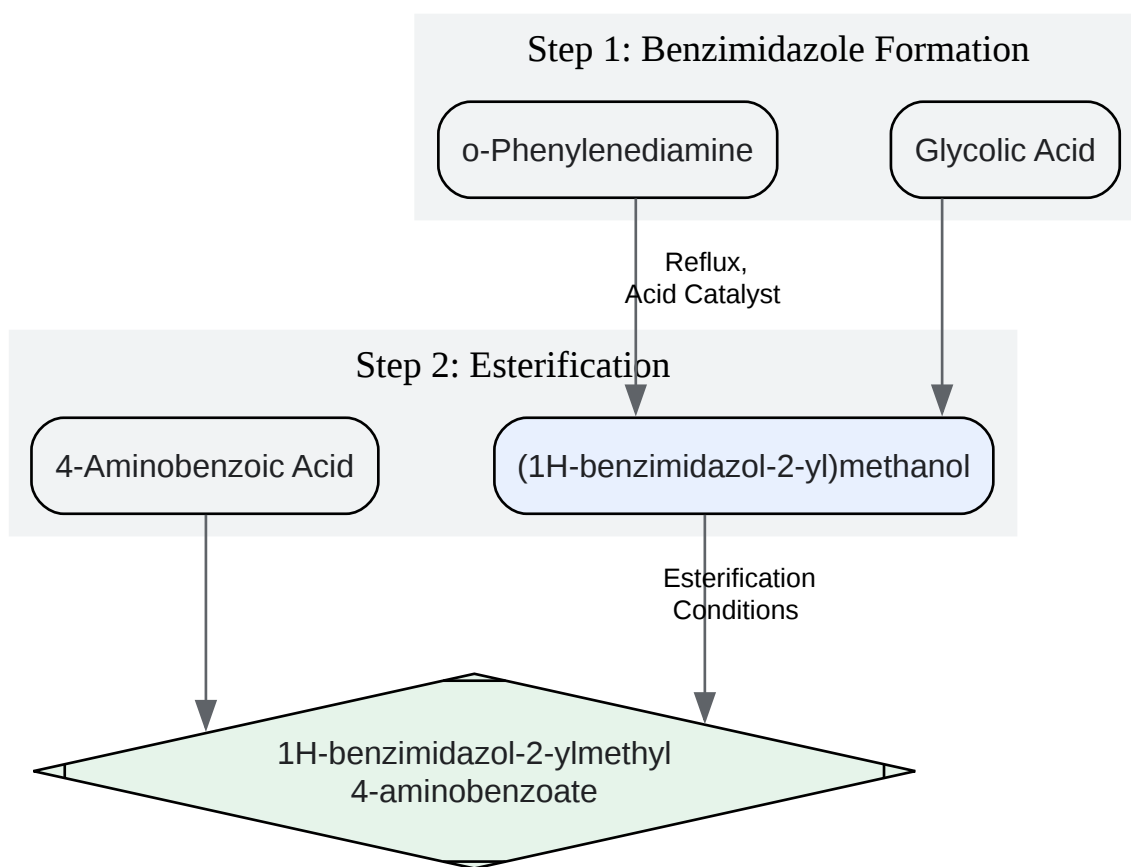 Step 1: Benzimidazole Formation
o-Phenylenediamine
Glycolic Acid
Reflux,
Acid Catalyst
Step 2: Esterification
4-Aminobenzoic Acid
(1H-benzimidazol-2-yl)methanol
Esterification
Conditions
1H-benzimidazol-2-ylmethyl
4-aminobenzoate